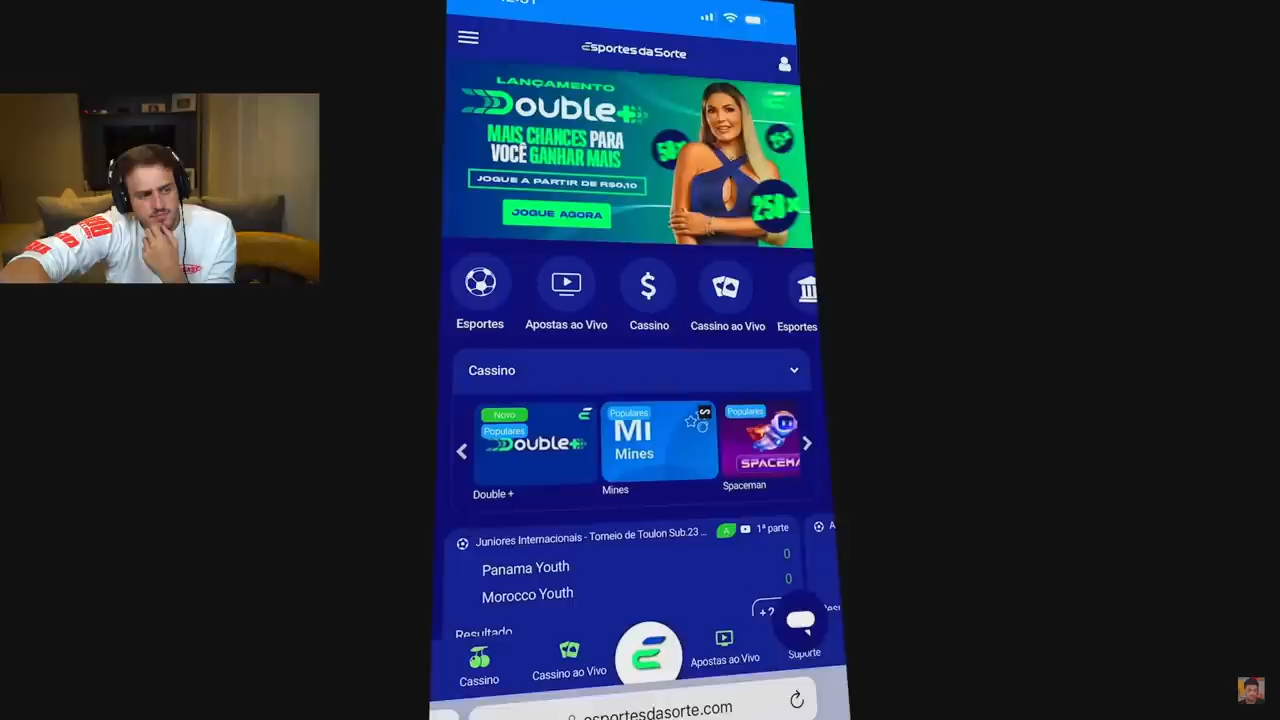 EsportesdaSorte
LANÇAMENTO
Double+
MAIS CHANCES PARA
VOCÊ GANHAR MAIS
JOGUE A PARTIR DE R$0,10
JOGUE AGORA
50x
250x
Esportes
Apostas ao Vivo
Cassino
Cassino ao Vivo
Esportes
Cassino
Novo
Populares
Double+
Double +
Populares
Mi
Mines
Mines
Populares
SPACEMA
Spaceman
Juniores Internacionais - Torneio de Toulon Sub.23 ...
A
1ª parte
Panama Youth
0
Morocco Youth
0
+2
Resultado
Cassino
Cassino ao Vivo
Apostas ao Vivo
Suporte
esportesdasorte.com